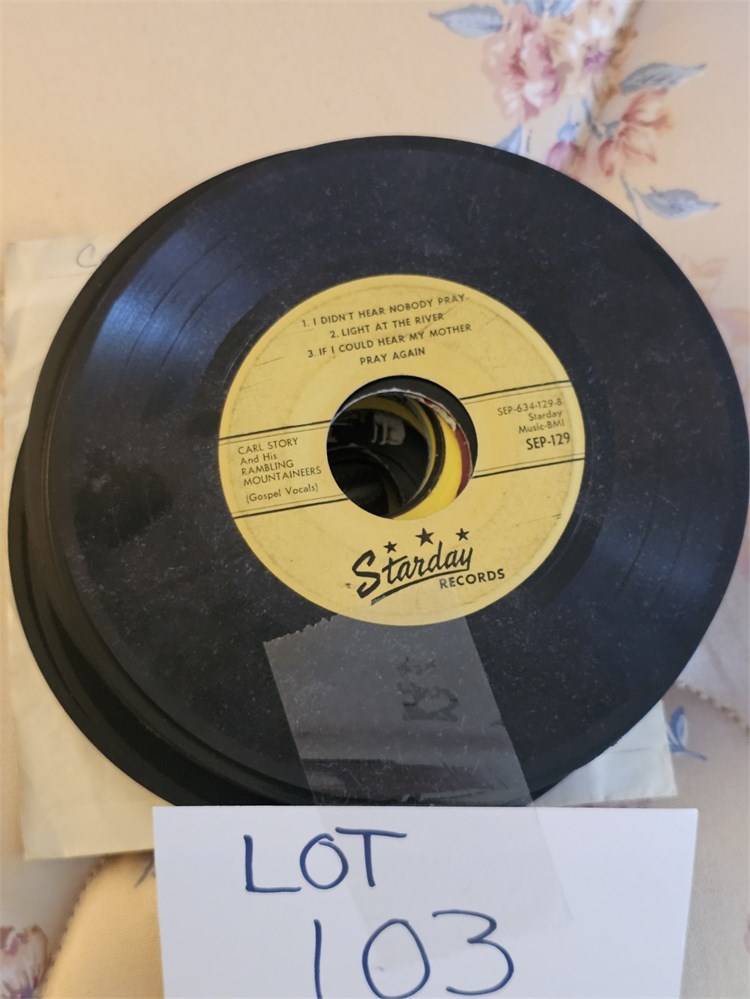 1. I DIDN'T HEAR NOBODY PRAY
2. LIGHT AT THE RIVER
3. IF I COULD HEAR MY MOTHER
PRAY AGAIN
CARL STORY
And His
RAMBLING
MOUNTAINEERS
(Gospel Vocals)
SEP-634-129-B
Starday
Music-BMI
SEP-129
Starday
RECORDS
LOT
103